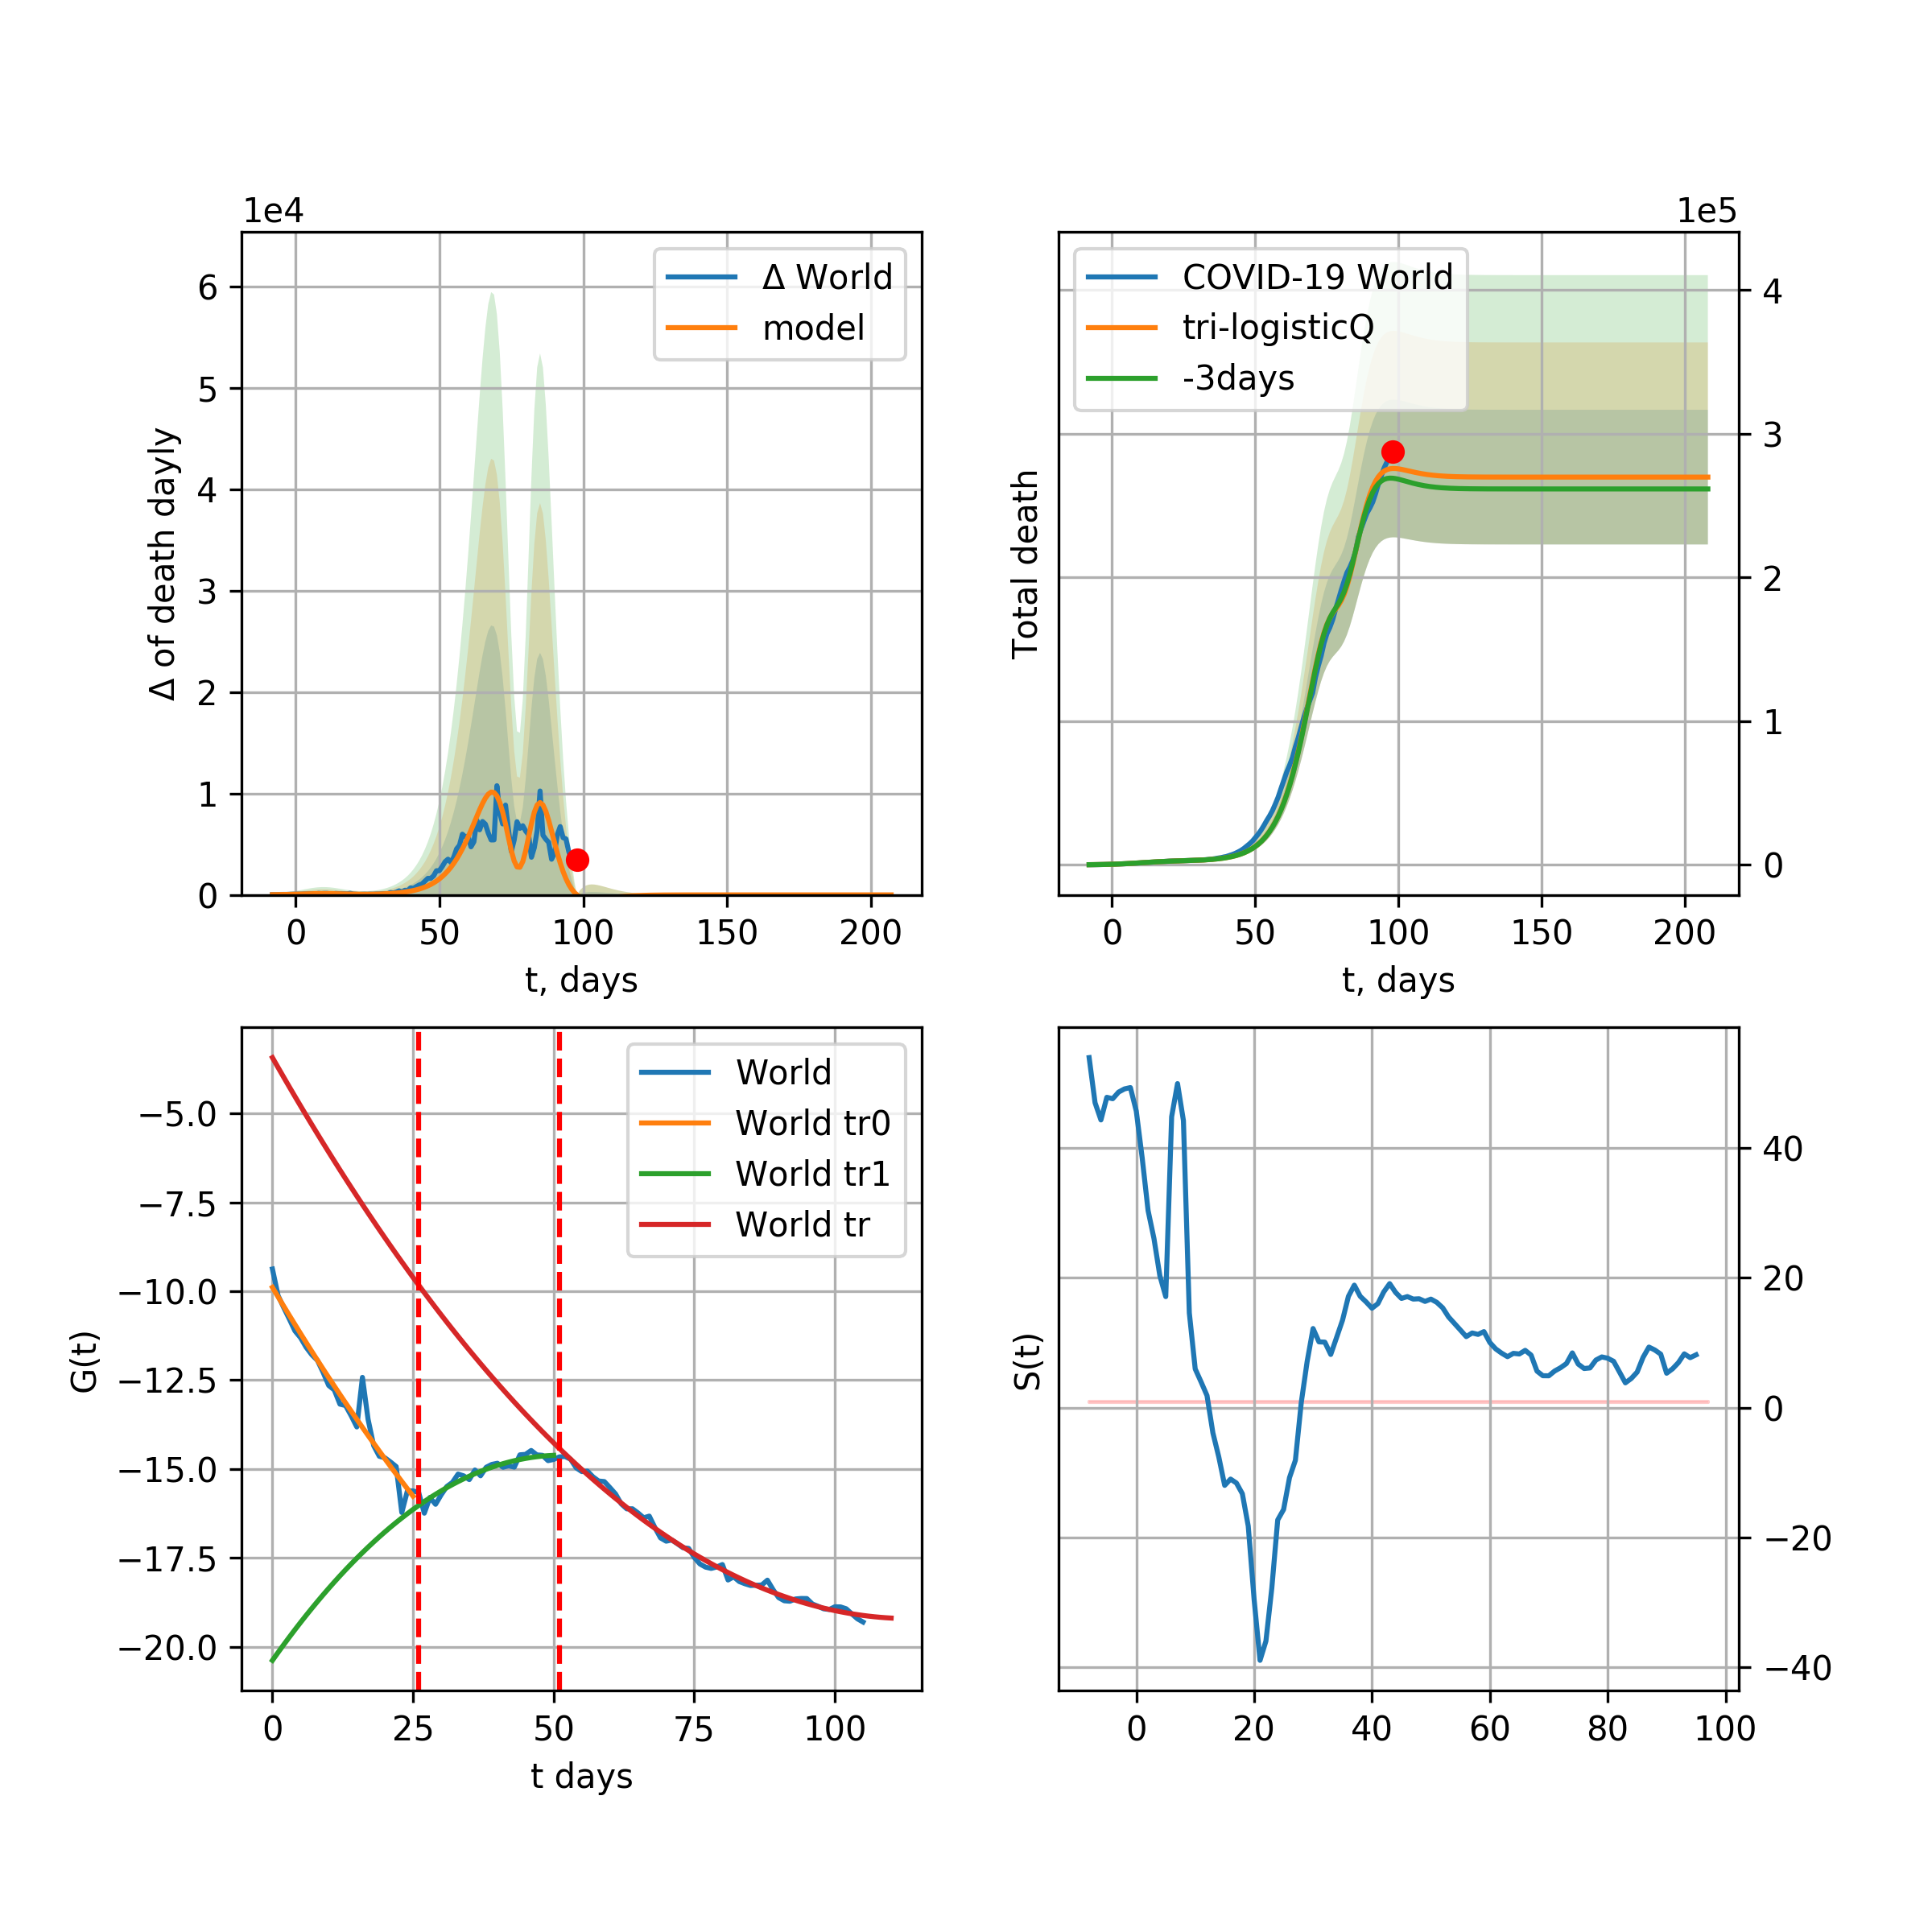 1e4
6
5
4
3
2
1
0
Δ of death dayly
Δ World
model
0 50 100 150 200
t, days
1e5
COVID-19 World
tri-logisticQ
-3days
Total death
4
3
2
1
0
0 50 100 150 200
t, days
−5.0
−7.5
−10.0
−12.5
−15.0
−17.5
−20.0
G(t)
World
World tr0
World tr1
World tr
0 25 50 75 100
t days
S(t)
40
20
0
−20
−40
0 20 40 60 80 100